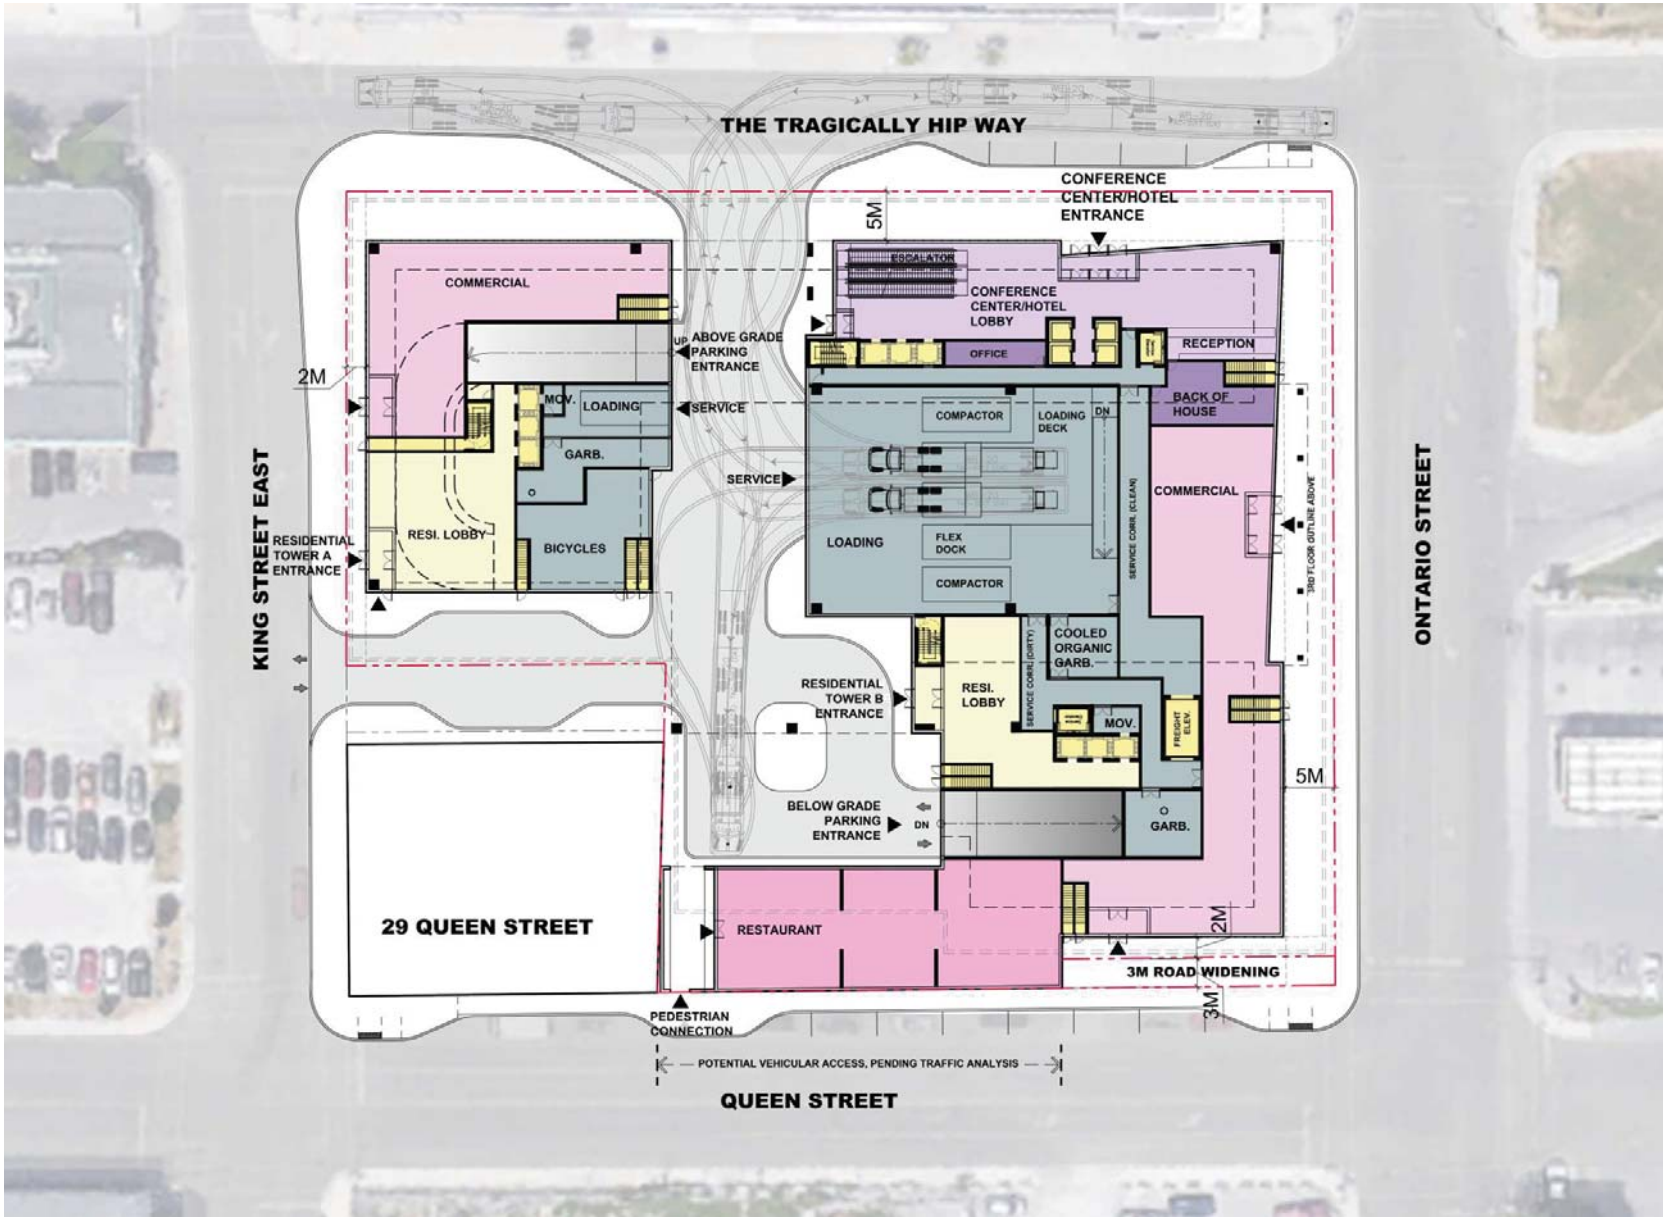 THE TRAGICALLY HIP WAY
CONFERENCE
CENTER/HOTEL
ENTRANCE
5M
COMMERCIAL
ESCALATOR
CONFERENCE
CENTER/HOTEL
LOBBY
UP
ABOVE GRADE
PARKING
ENTRANCE
OFFICE
RECEPTION
2M
MOV.
LOADING
SERVICE
COMPACTOR
LOADING
DECK
DN
BACK OF
HOUSE
GARB.
SERVICE
COMMERCIAL
SERVICE CORR. (CLEAN)
3RD FLOOR OUTLINE ABOVE
KING STREET EAST
ONTARIO STREET
RESIDENTIAL
TOWER A
ENTRANCE
RESI. LOBBY
BICYCLES
LOADING
FLEX
DOCK
COMPACTOR
SERVICE CORR. (DIRTY)
COOLED
ORGANIC
GARB.
RESIDENTIAL
TOWER B
ENTRANCE
RESI.
LOBBY
MOV.
FREIGHT
ELEV.
5M
BELOW GRADE
PARKING
ENTRANCE
DN
GARB.
29 QUEEN STREET
RESTAURANT
2M
3M ROAD WIDENING
3M
PEDESTRIAN
CONNECTION
POTENTIAL VEHICULAR ACCESS, PENDING TRAFFIC ANALYSIS
QUEEN STREET